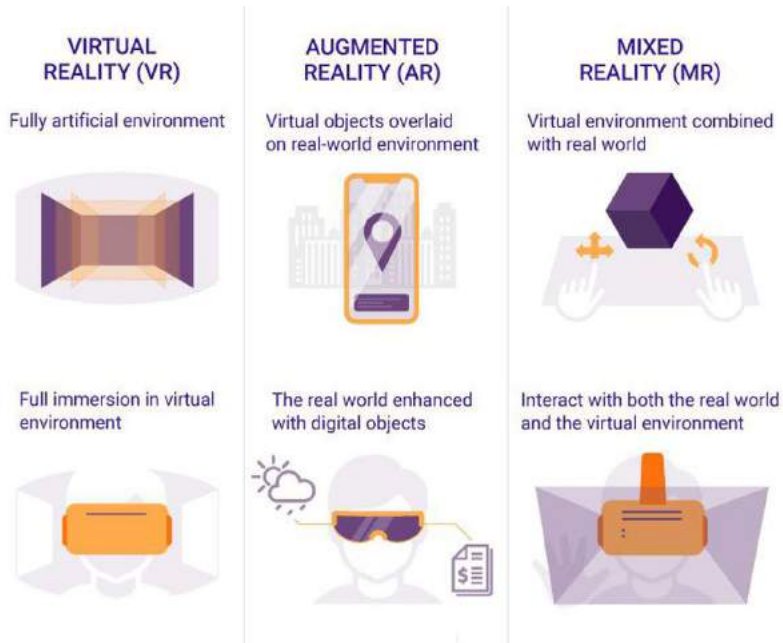 VIRTUAL
REALITY (VR)
Fully artificial environment
Full immersion in virtual
environment
AUGMENTED
REALITY (AR)
Virtual objects overlaid
on real-world environment
The real world enhanced
with digital objects
$
MIXED
REALITY (MR)
Virtual environment combined
with real world
Interact with both the real world
and the virtual environment